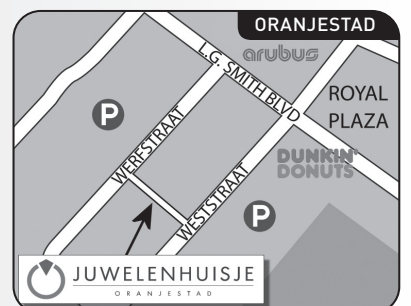 ORANJESTAD
arubus
L.G. SMITH BLVD
ROYAL
PLAZA
P
WERFSTRAAT
DUNKIN'
DONUTS
WESTSTRAAT
P
JUWELENHUISJE
ORANJESTAD